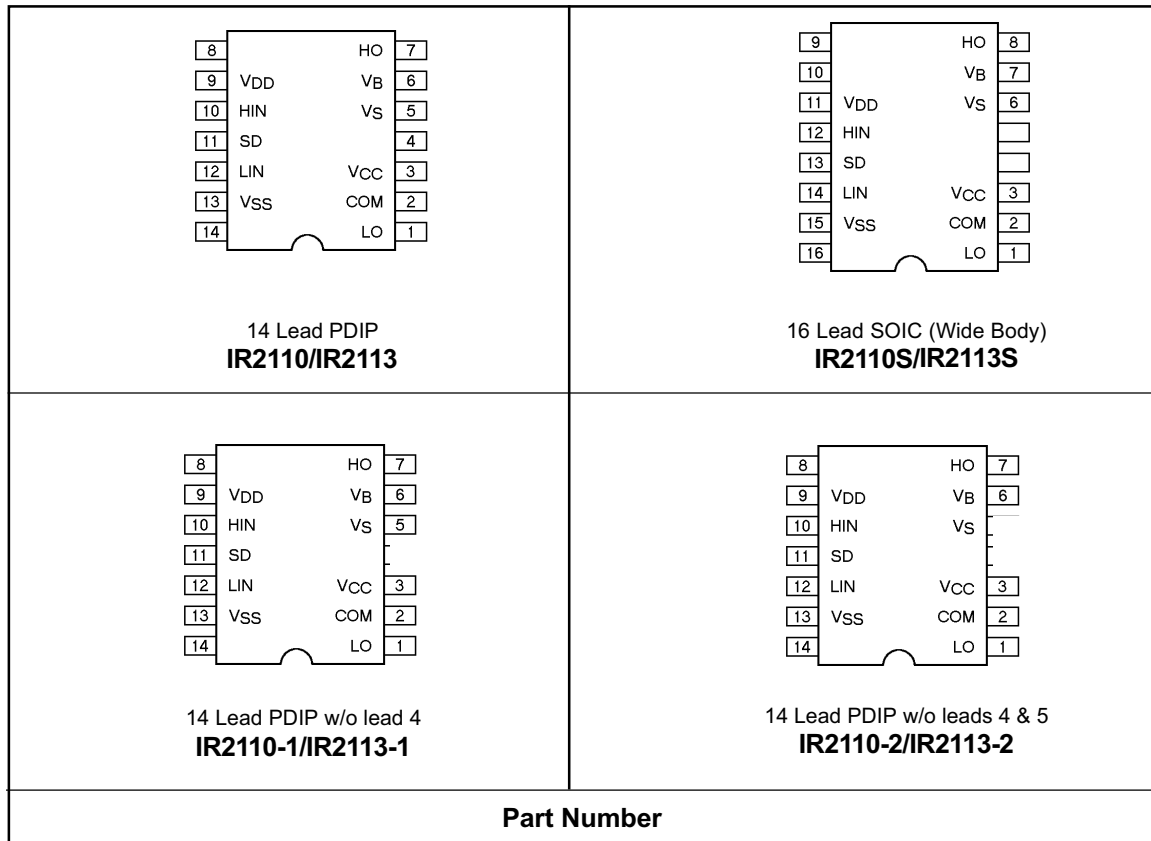 8 HO 7
9 VDD VB 6
10 HIN VS 5
11 SD 4
12 LIN VCC 3
13 VSS COM 2
14 LO 1
14 Lead PDIP
IR2110/IR2113
9 HO 8
10 VB 7
11 VDD VS 6
12 HIN
13 SD
14 LIN VCC 3
15 VSS COM 2
16 LO 1
16 Lead SOIC (Wide Body)
IR2110S/IR2113S
8 HO 7
9 VDD VB 6
10 HIN VS 5
11 SD
12 LIN VCC 3
13 VSS COM 2
14 LO 1
14 Lead PDIP w/o lead 4
IR2110-1/IR2113-1
8 HO 7
9 VDD VB 6
10 HIN VS
11 SD
12 LIN VCC 3
13 VSS COM 2
14 LO 1
14 Lead PDIP w/o leads 4 & 5
IR2110-2/IR2113-2
Part Number